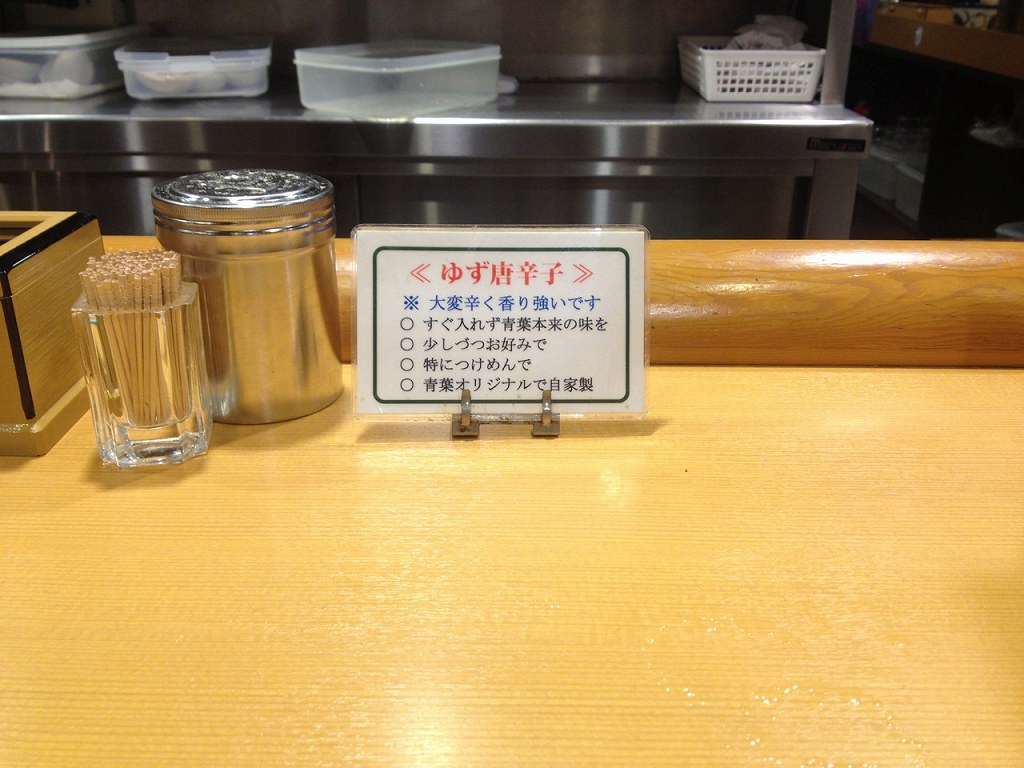 ≪ ゆず唐辛子 ≫
※ 大変辛く香り強いです
○ すぐ入れず青葉本来の味を
○ 少しづつお好みで
○ 特につけめんで
○ 青葉オリジナルで自家製